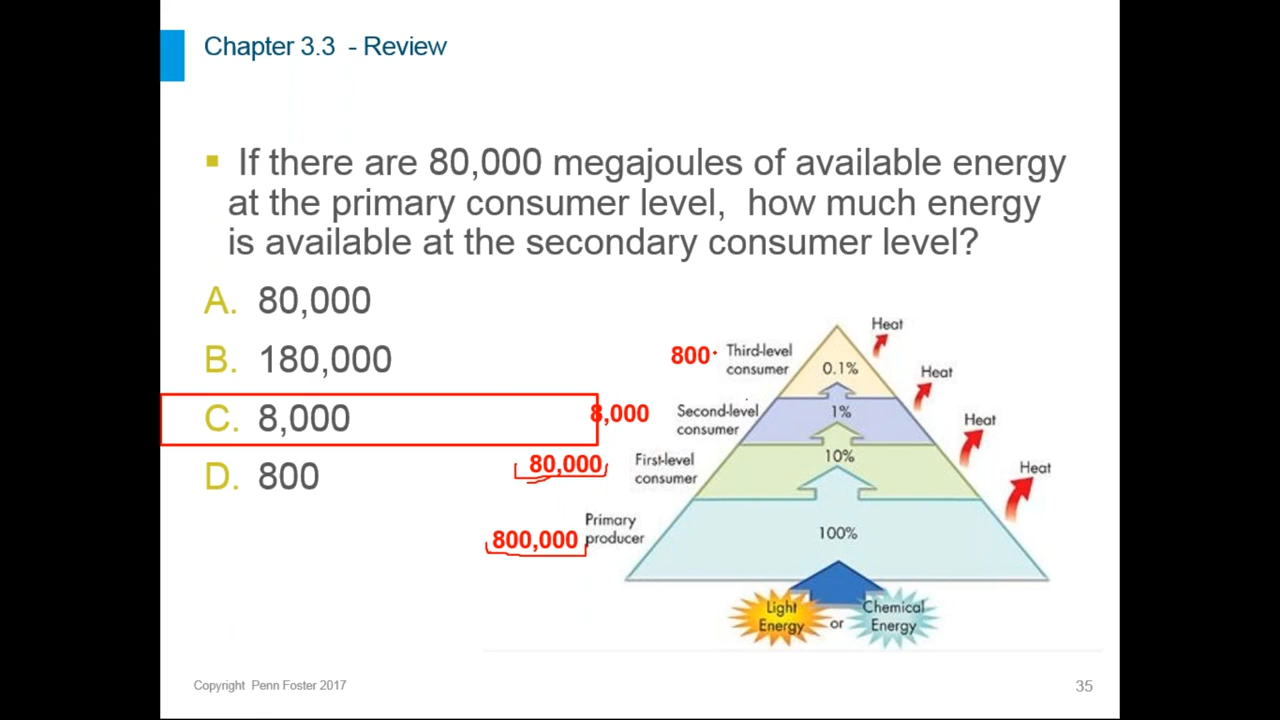 Chapter 3.3 - Review
If there are 80,000 megajoules of available energy
at the primary consumer level, how much energy
is available at the secondary consumer level?
A. 80,000
B. 180,000
C. 8,000
D. 800
Heat
800
Third-level
consumer
0.1%
Heat
8,000
Second-level
consumer
1%
Heat
80,000
First-level
consumer
10%
Heat
800,000
Primary
producer
100%
Light
Energy
or
Chemical
Energy
Copyright Penn Foster 2017
35